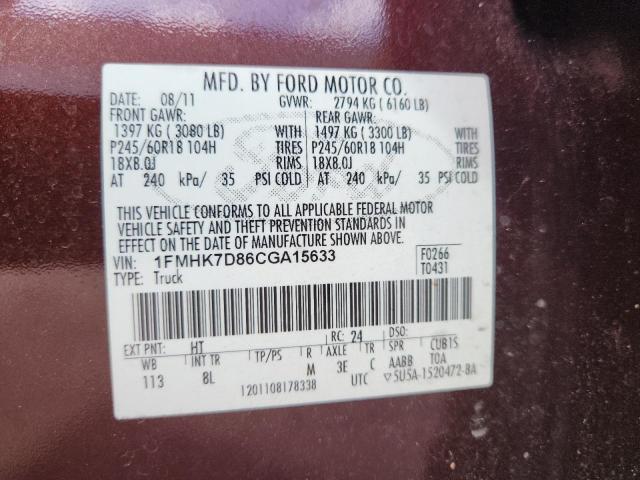 MFD. BY FORD MOTOR CO.
DATE: 08/11 GVWR: 2794 KG ( 6160 LB)
FRONT GAWR: REAR GAWR:
1397 KG ( 3080 LB) WITH 1497 KG ( 3300 LB) WITH
P245/60R18 104H TIRES P245/60R18 104H TIRES
18X8.0J RIMS 18X8.0J RIMS
AT 240 kPa/ 35 PSI COLD AT 240 kPa/ 35 PSI COLD
THIS VEHICLE CONFORMS TO ALL APPLICABLE FEDERAL MOTOR
VEHICLE SAFETY AND THEFT PREVENTION STANDARDS IN
EFFECT ON THE DATE OF MANUFACTURE SHOWN ABOVE.
VIN: 1FMHK7D86CGA15633 F0266
TYPE: Truck T0431
EXT PNT: HT RC: 24 DSO:
WB INT TR TP/PS R AXLE TR SPR CUB1S
113 8L M 3E C AABB TOA
1201108178338 UTC ▽5U5A-1520472-BA